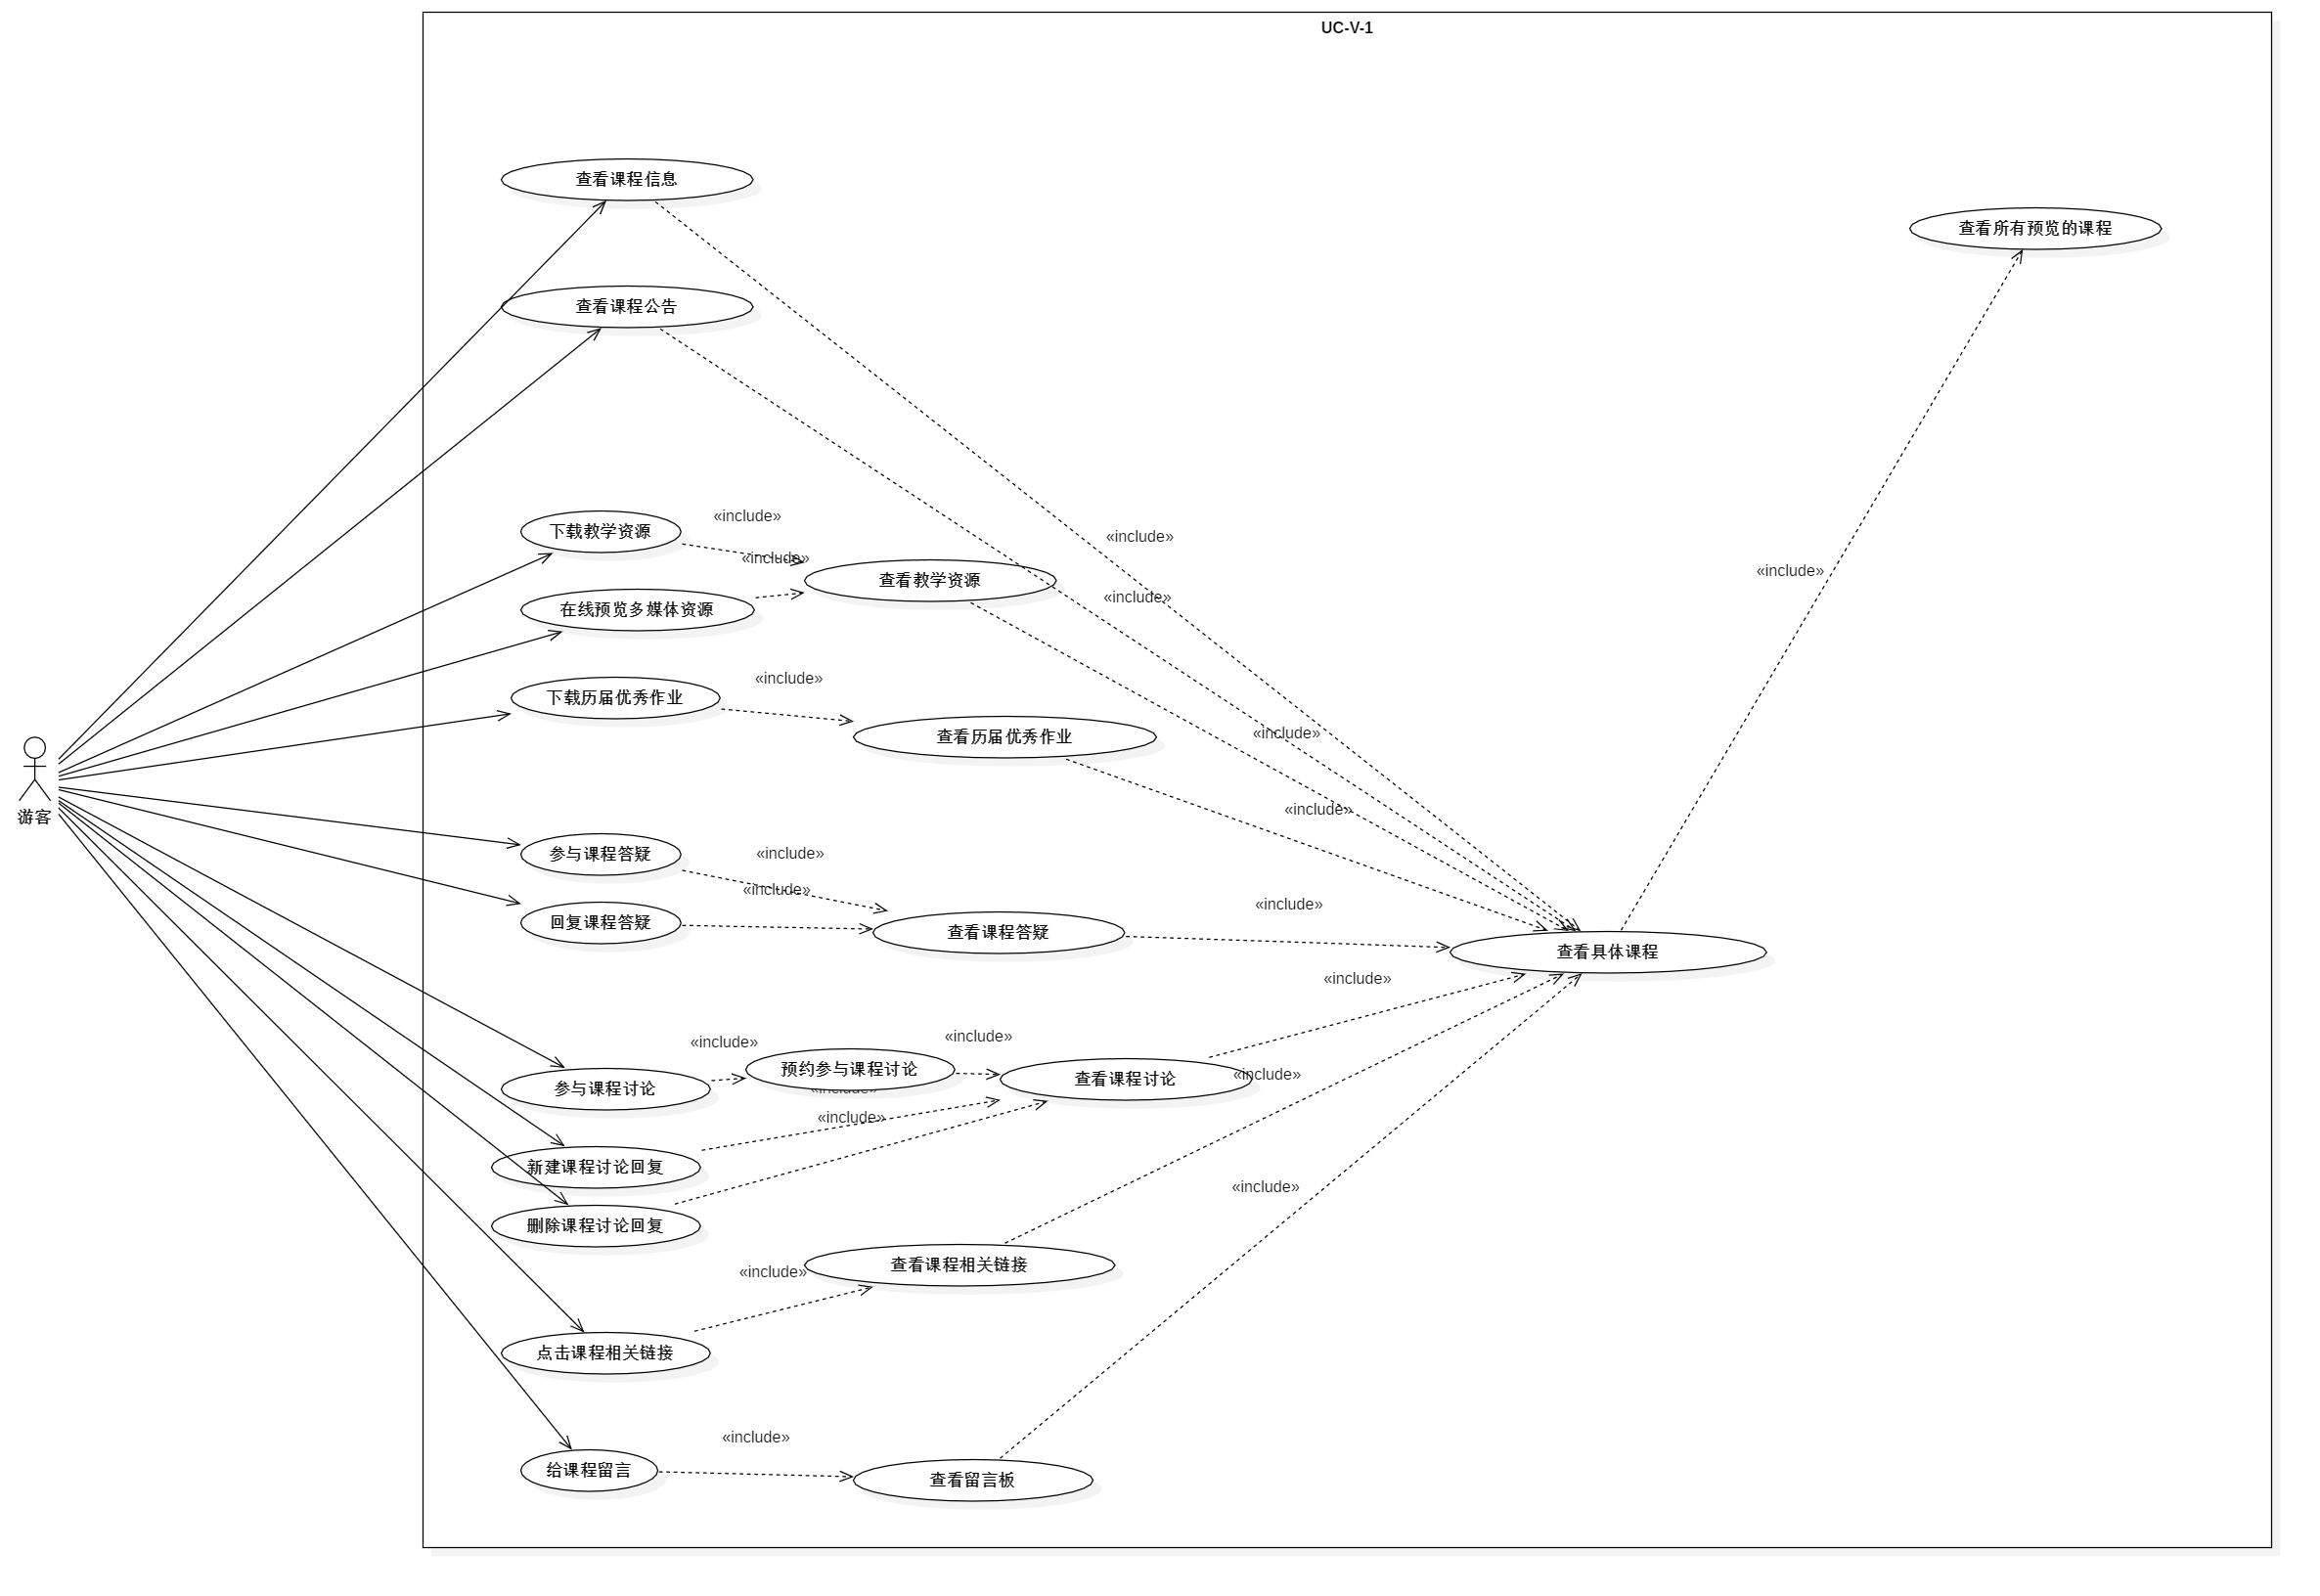 UC-V-1
查看课程信息
查看所有预览的课程
查看课程公告
下载教学资源
«include»
«include»
«include»
查看教学资源
«include»
«include»
在线预览多媒体资源
下载历届优秀作业
«include»
查看历届优秀作业
«include»
«include»
游客
参与课程答疑
«include»
«include»
回复课程答疑
查看课程答疑
«include»
查看具体课程
«include»
参与课程讨论
«include»
预约参与课程讨论
«include»
查看课程讨论
«include»
«include»
«include»
新建课程讨论回复
«include»
删除课程讨论回复
查看课程相关链接
«include»
点击课程相关链接
«include»
给课程留言
查看留言板